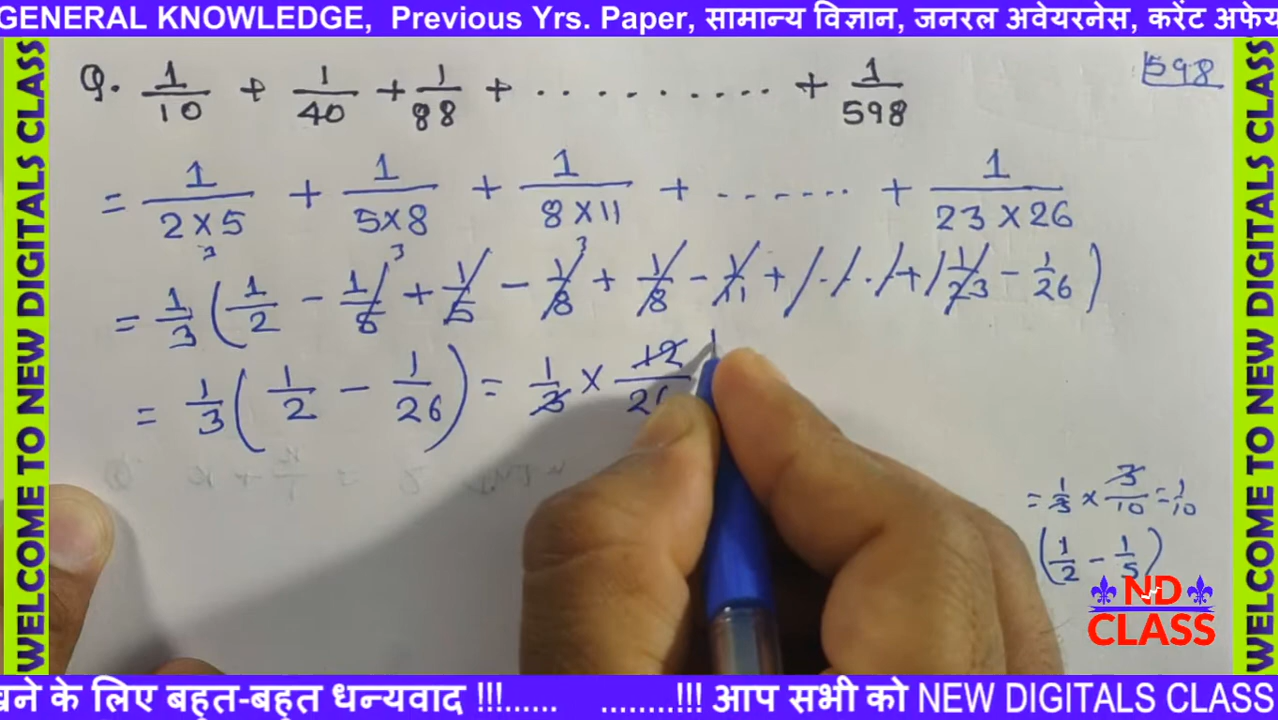 GENERAL KNOWLEDGE, Previous Yrs. Paper, सामान्य विज्ञान, जनरल अवेयरनेस, करेंट अफेय
WELCOME TO NEW DIGITALS CLASS
598
Q. 1/10 + 1/40 + 1/88 + .......... + 1/598
= 1/(2×5) + 1/(5×8) + 1/(8×11) + ...... + 1/(23×26)
= 1/3 (1/2 - 1/5 + 1/5 - 1/8 + 1/8 - 1/11 + ... + 1/23 - 1/26)
= 1/3 (1/2 - 1/26) = 1/3 × 12/26
= 1/3 × 3/10 = 1/10
(1/2 - 1/5)
ND
CLASS
WELCOME TO NEW DIGITALS CLASS
के लिए बहुत-बहुत धन्यवाद !!!...... ........!!! आप सभी को NEW DIGITALS CLASS